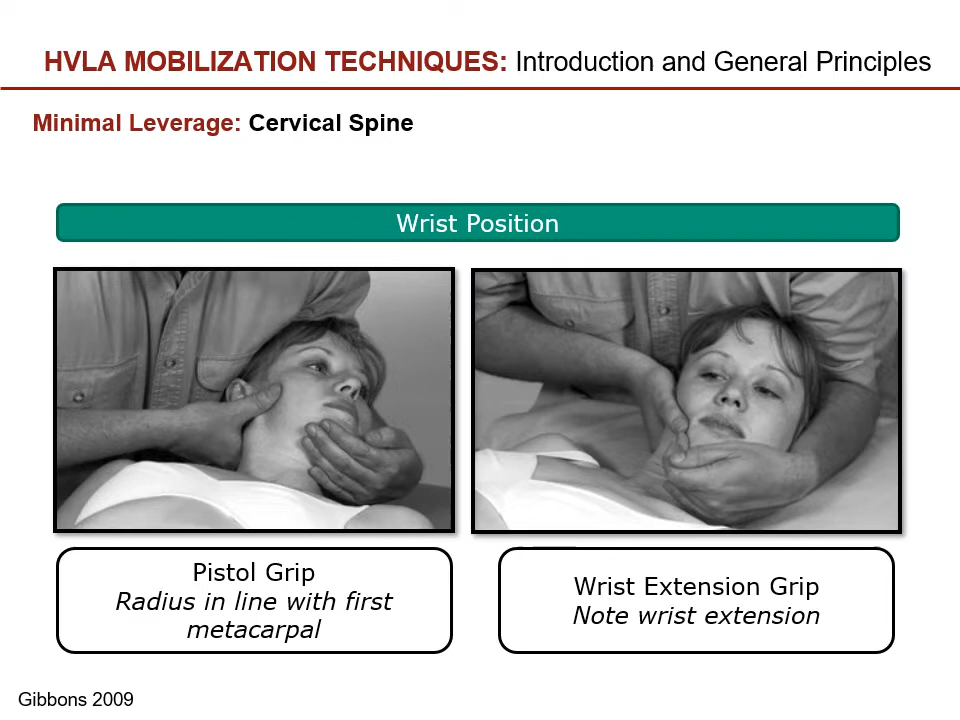 HVLA MOBILIZATION TECHNIQUES: Introduction and General Principles
Minimal Leverage: Cervical Spine
Wrist Position
Pistol Grip
Radius in line with first
metacarpal
Wrist Extension Grip
Note wrist extension
Gibbons 2009